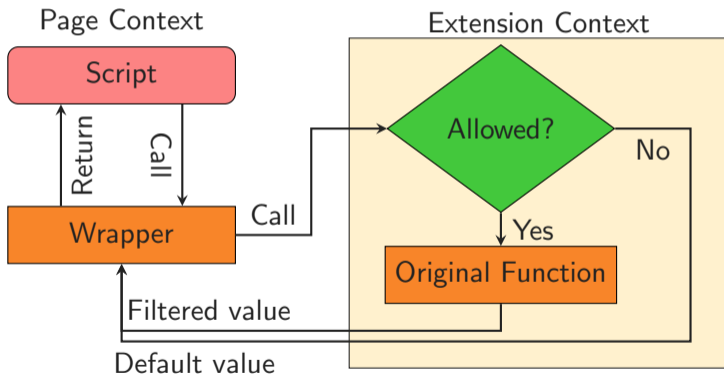 Page Context
Extension Context
Script
Allowed?
Return
Call
No
Call
Wrapper
Yes
Original Function
Filtered value
Default value